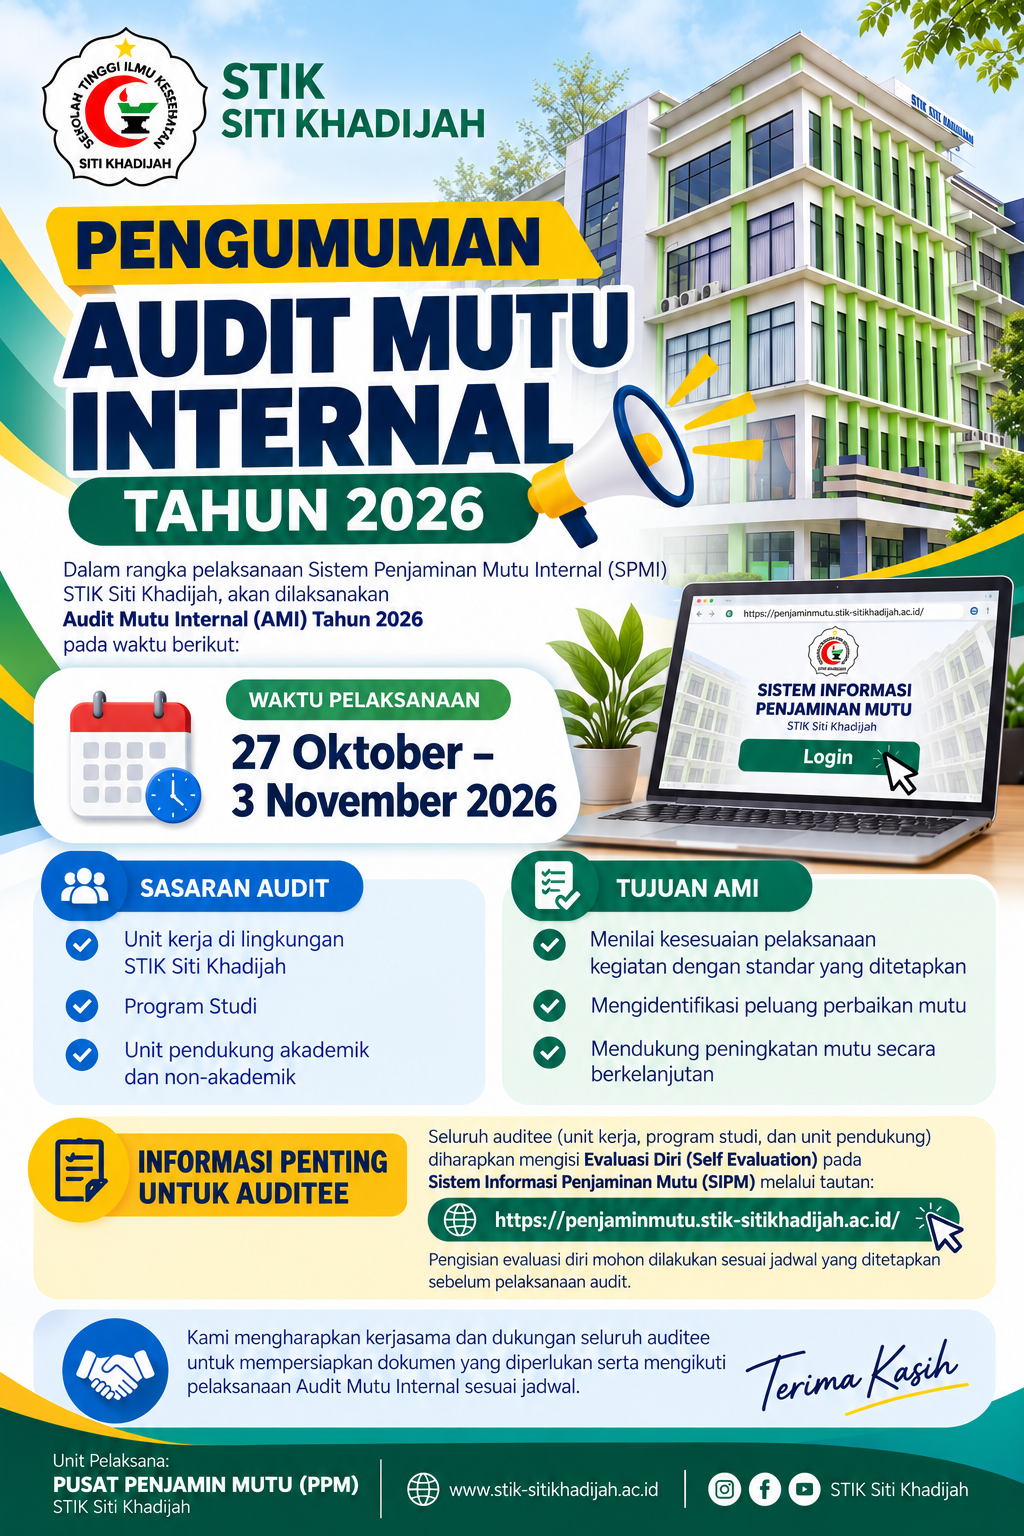 SEKOLAH TINGGI ILMU KESEHATAN
SITI KHADIJAH
STIK
SITI KHADIJAH
PENGUMUMAN
AUDIT MUTU
INTERNAL
TAHUN 2026
Dalam rangka pelaksanaan Sistem Penjaminan Mutu Internal (SPMI)
STIK Siti Khadijah, akan dilaksanakan
Audit Mutu Internal (AMI) Tahun 2026
pada waktu berikut:
https://penjaminmutu.stik-sitikhadijah.ac.id/
SISTEM INFORMASI
PENJAMINAN MUTU
STIK Siti Khadijah
Login
WAKTU PELAKSANAAN
27 Oktober –
3 November 2026
SASARAN AUDIT
Unit kerja di lingkungan
STIK Siti Khadijah
Program Studi
Unit pendukung akademik
dan non-akademik
TUJUAN AMI
Menilai kesesuaian pelaksanaan
kegiatan dengan standar yang ditetapkan
Mengidentifikasi peluang perbaikan mutu
Mendukung peningkatan mutu secara
berkelanjutan
INFORMASI PENTING
UNTUK AUDITEE
Seluruh auditee (unit kerja, program studi, dan unit pendukung)
diharapkan mengisi Evaluasi Diri (Self Evaluation) pada
Sistem Informasi Penjaminan Mutu (SIPM) melalui tautan:
https://penjaminmutu.stik-sitikhadijah.ac.id/
Pengisian evaluasi diri mohon dilakukan sesuai jadwal yang ditetapkan
sebelum pelaksanaan audit.
Kami mengharapkan kerjasama dan dukungan seluruh auditee
untuk mempersiapkan dokumen yang diperlukan serta mengikuti
pelaksanaan Audit Mutu Internal sesuai jadwal.
Terima Kasih
Unit Pelaksana:
PUSAT PENJAMIN MUTU (PPM)
STIK Siti Khadijah
www.stik-sitikhadijah.ac.id
STIK Siti Khadijah